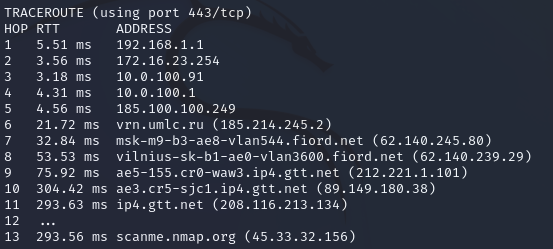 TRACEROUTE (using port 443/tcp)
HOP RTT ADDRESS
1 5.51 ms 192.168.1.1
2 3.56 ms 172.16.23.254
3 3.18 ms 10.0.100.91
4 4.31 ms 10.0.100.1
5 4.56 ms 185.100.100.249
6 21.72 ms vrn.umlc.ru (185.214.245.2)
7 32.84 ms msk-m9-b3-ae8-vlan544.fiord.net (62.140.245.80)
8 53.53 ms vilnius-sk-b1-ae0-vlan3600.fiord.net (62.140.239.29)
9 75.92 ms ae5-155.cr0-waw3.ip4.gtt.net (212.221.1.101)
10 304.42 ms ae3.cr5-sjc1.ip4.gtt.net (89.149.180.38)
11 293.63 ms ip4.gtt.net (208.116.213.134)
12 ...
13 293.56 ms scanme.nmap.org (45.33.32.156)